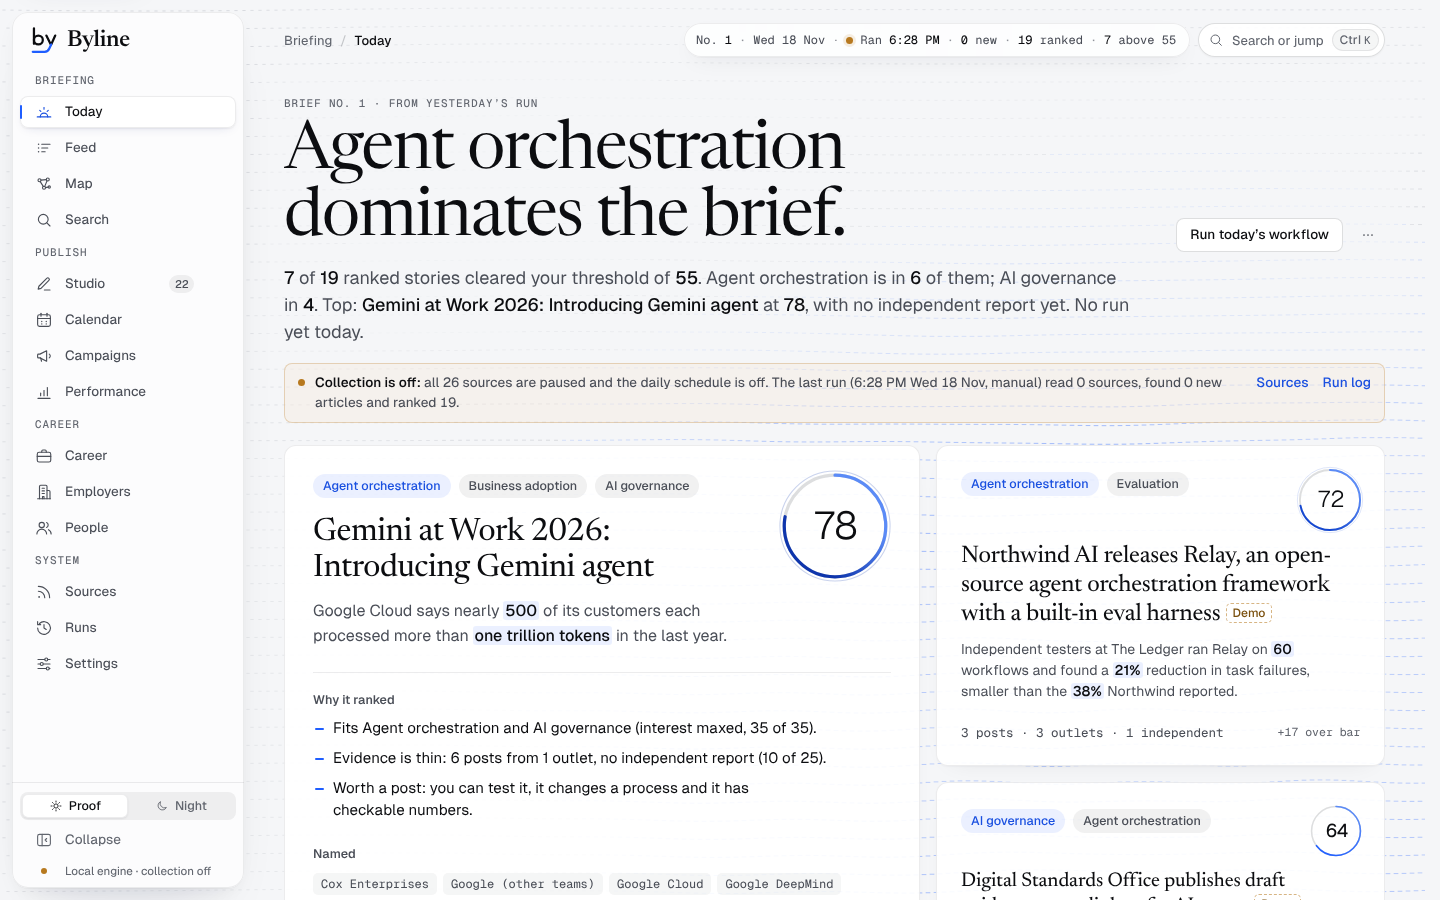 by Byline
BRIEFING
Today
Feed
Map
Search
PUBLISH
Studio 22
Calendar
Campaigns
Performance
CAREER
Career
Employers
People
SYSTEM
Sources
Runs
Settings
Proof Night
Collapse
Local engine · collection off
Briefing / Today
No. 1 · Wed 18 Nov · Ran 6:28 PM · 0 new · 19 ranked · 7 above 55
Search or jump Ctrl K
BRIEF NO. 1 · FROM YESTERDAY’S RUN
Agent orchestration
dominates the brief.
Run today’s workflow ...
7 of 19 ranked stories cleared your threshold of 55. Agent orchestration is in 6 of them; AI governance
in 4. Top: Gemini at Work 2026: Introducing Gemini agent at 78, with no independent report yet. No run
yet today.
Collection is off: all 26 sources are paused and the daily schedule is off. The last run (6:28 PM Wed 18 Nov, manual) read 0 sources, found 0 new
articles and ranked 19.
Sources Run log
Agent orchestration Business adoption AI governance
78
Gemini at Work 2026:
Introducing Gemini agent
Google Cloud says nearly 500 of its customers each
processed more than one trillion tokens in the last year.
Why it ranked
– Fits Agent orchestration and AI governance (interest maxed, 35 of 35).
– Evidence is thin: 6 posts from 1 outlet, no independent report (10 of 25).
– Worth a post: you can test it, it changes a process and it has
checkable numbers.
Named
Cox Enterprises Google (other teams) Google Cloud Google DeepMind
Agent orchestration Evaluation
72
Northwind AI releases Relay, an open-
source agent orchestration framework
with a built-in eval harness Demo
Independent testers at The Ledger ran Relay on 60
workflows and found a 21% reduction in task failures,
smaller than the 38% Northwind reported.
3 posts · 3 outlets · 1 independent +17 over bar
AI governance Agent orchestration
64
Digital Standards Office publishes draft